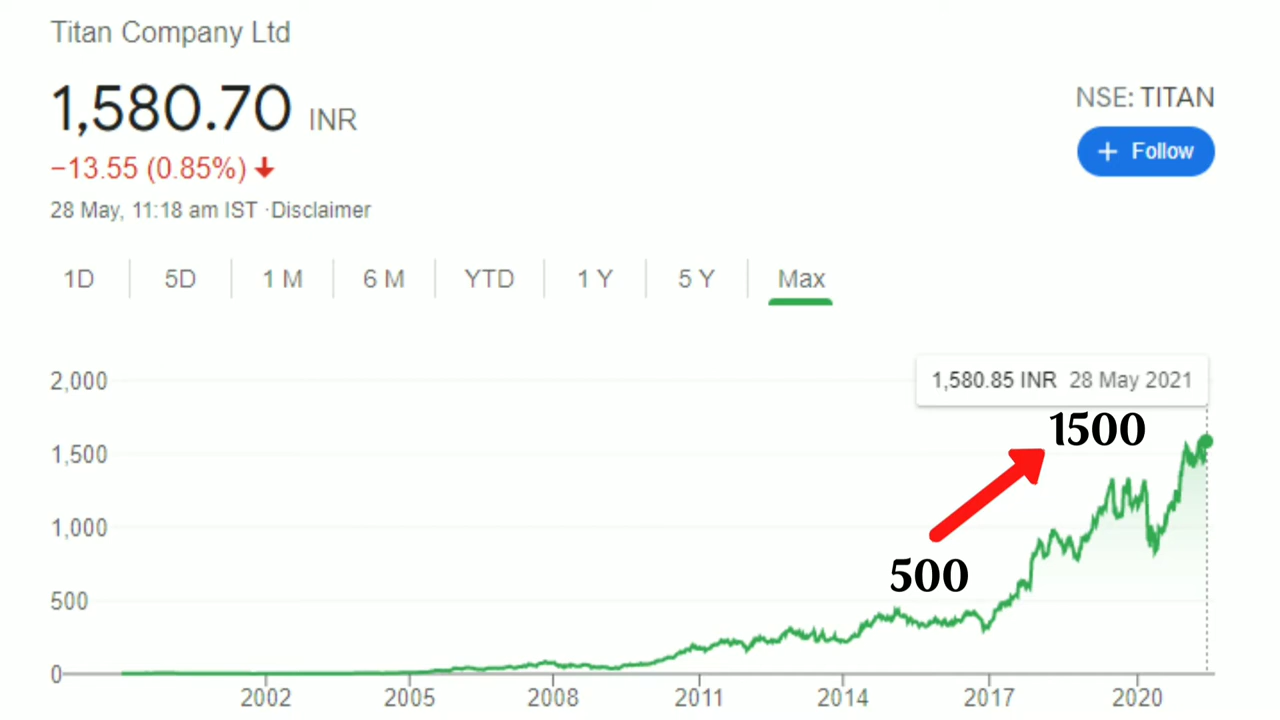 Titan Company Ltd
1,580.70 INR
NSE: TITAN
+ Follow
−13.55 (0.85%)
28 May, 11:18 am IST ·Disclaimer
1D 5D 1 M 6 M YTD 1 Y 5 Y Max
1,580.85 INR 28 May 2021
2,000
1500
1,500
1,000
500
500
0
2002 2005 2008 2011 2014 2017 2020